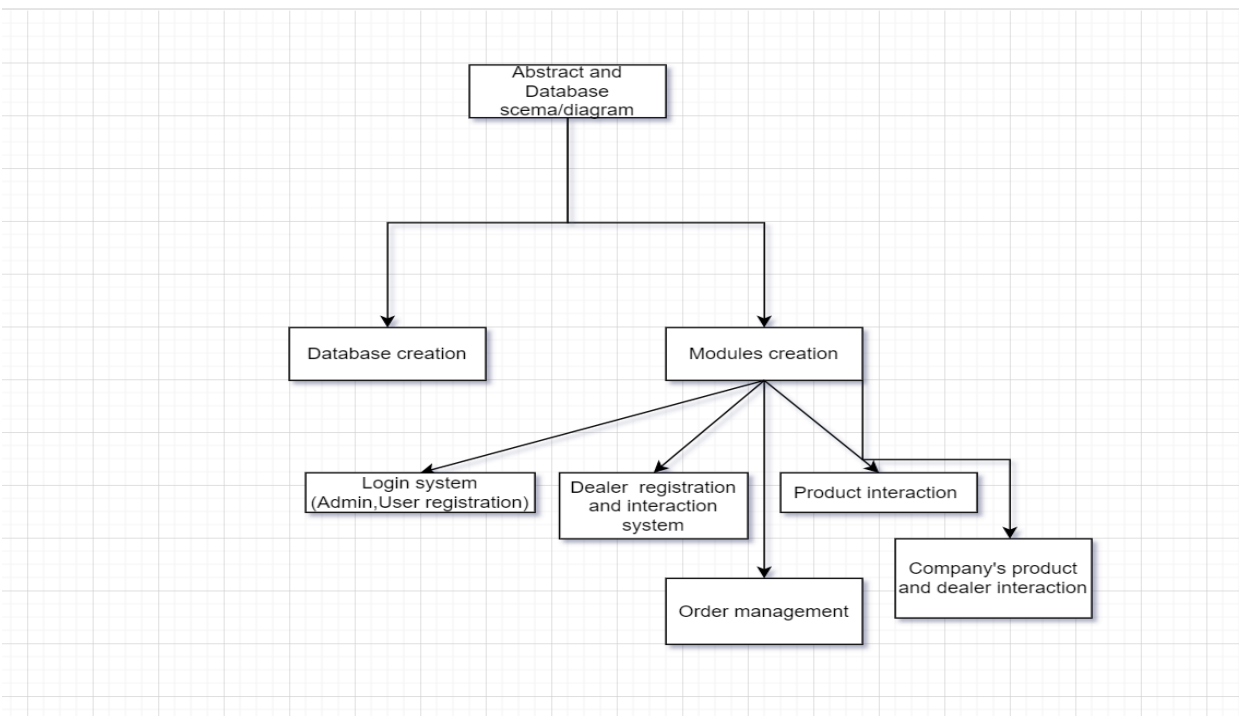 Abstract and
Database
scema/diagram
Database creation
Modules creation
Login system
(Admin,User registration)
Dealer registration
and interaction
system
Product interaction
Company's product
and dealer interaction
Order management